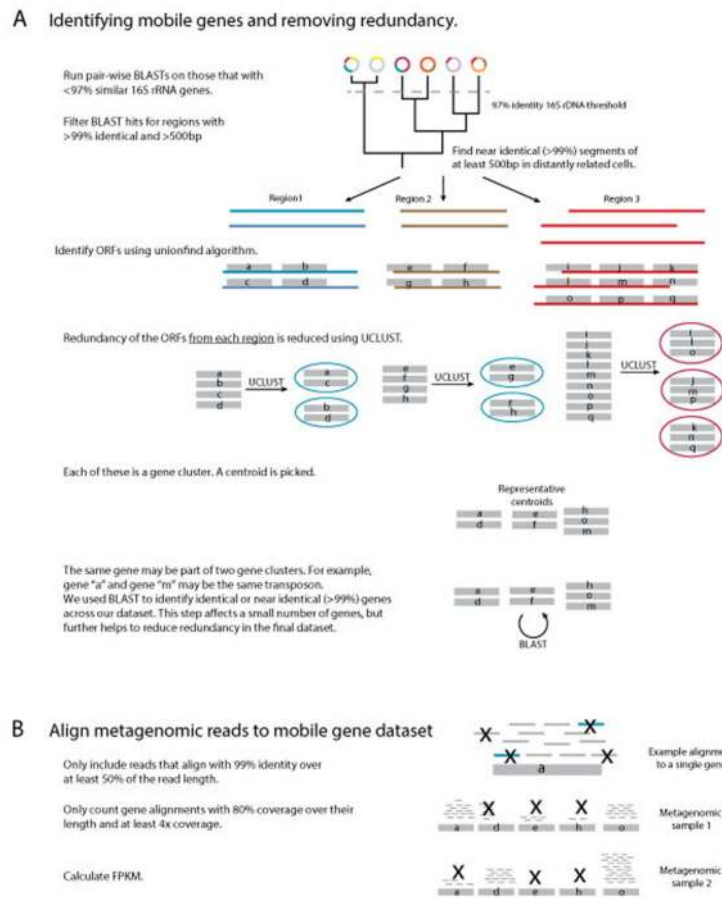 A Identifying mobile genes and removing redundancy.
Run pair-wise BLASTs on those that with
<97% similar 16S rRNA genes.
97% identity 16S rDNA threshold
Filter BLAST hits for regions with
>99% identical and >500bp
Find near identical (>99%) segments of
at least 500bp in distantly related cells.
Region1 Region 2 Region 3
Identify ORFs using unionfind algorithm.
a b e f i j k
c d g h l m n
o p q
Redundancy of the ORFs from each region is reduced using UCLUST.
a
b
c
d
UCLUST
a
c
b
d
e
f
g
h
UCLUST
e
g
h
i
j
k
l
m
n
o
p
q
UCLUST
i
l
o
j
m
p
k
n
q
Each of these is a gene cluster. A centroid is picked.
Representative
centroids
a e h
d f o
m
The same gene may be part of two gene clusters. For example,
gene "a" and gene "m" may be the same transposon.
We used BLAST to identify identical or near identical (>99%) genes
across our dataset. This step affects a small number of genes, but
further helps to reduce redundancy in the final dataset.
a e h
d f o
m
BLAST
B Align metagenomic reads to mobile gene dataset
Only include reads that align with 99% identity over
at least 50% of the read length.
X X X X
a
Example alignment
to a single gene
Only count gene alignments with 80% coverage over their
length and at least 4x coverage.
X X X
a d e h o
Metagenomic
sample 1
Calculate FPKM.
X X X
a d e h o
Metagenomic
sample 2